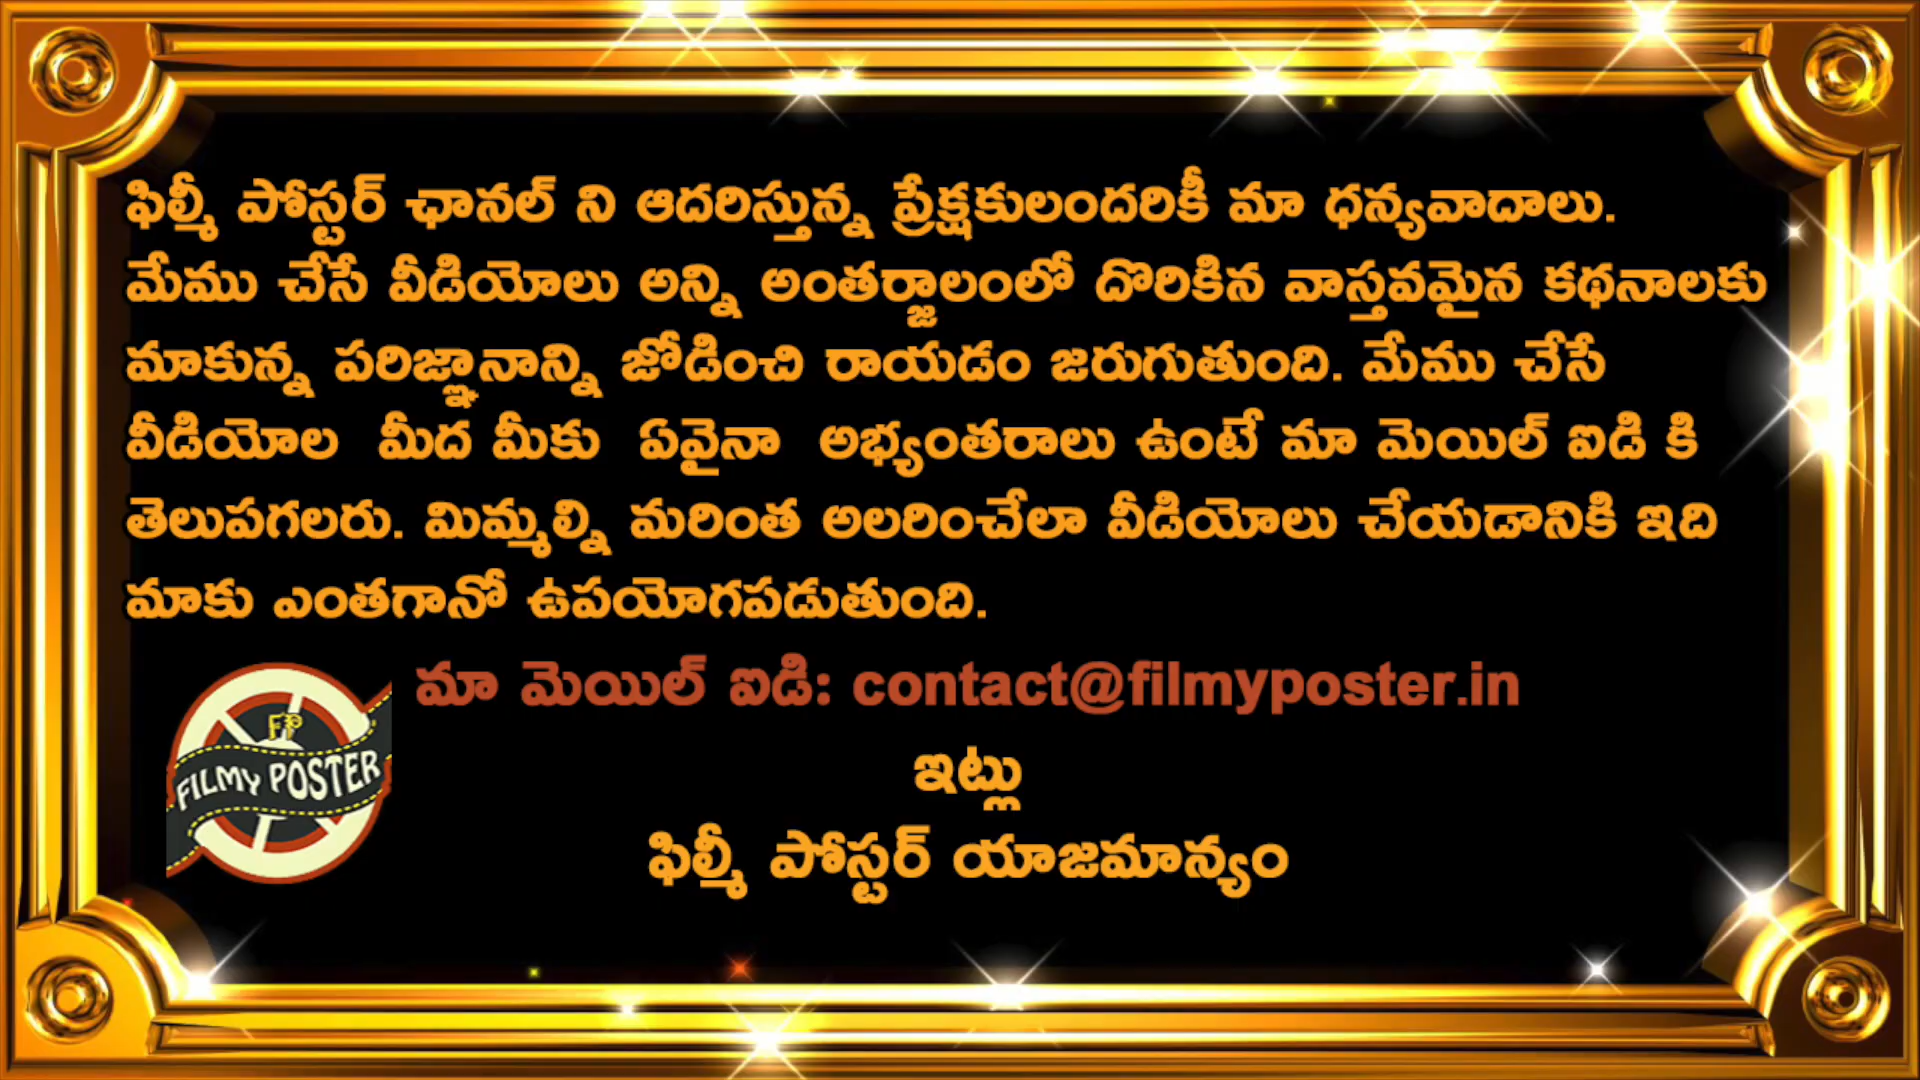 ఫిల్మీ పోస్టర్ ఛానల్ ని ఆదరిస్తున్న ప్రేక్షకులందరికీ మా ధన్యవాదాలు.
మేము చేసే వీడియోలు అన్ని అంతర్జాలంలో దొరికిన వాస్తవమైన కథనాలకు
మాకున్న పరిజ్ఞానాన్ని జోడించి రాయడం జరుగుతుంది. మేము చేసే
వీడియోల మీద మీకు ఏవైనా అభ్యంతరాలు ఉంటే మా మెయిల్ ఐడి కి
తెలుపగలరు. మిమ్మల్ని మరింత అలరించేలా వీడియోలు చేయడానికి ఇది
మాకు ఎంతగానో ఉపయోగపడుతుంది.
మా మెయిల్ ఐడి: contact@filmyposter.in
FP
FILMY POSTER
ఇట్లు
ఫిల్మీ పోస్టర్ యాజమాన్యం